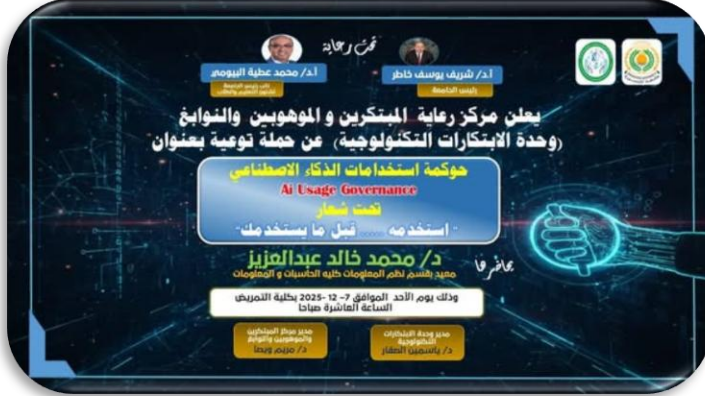 تحت رعاية
أ.د/ شريف يوسف خاطر
رئيس الجامعة
أ.د/ محمد عطية البيومي
نائب رئيس الجامعة
لشئون التعليم والطلاب
يعلن مركز رعاية المبتكرين و الموهوبين والنوابغ
(وحدة الابتكارات التكنولوجية) عن حملة توعية بعنوان
حوكمة استخدامات الذكاء الاصطناعي
Ai Usage Governance
تحت شعار
" استخدمه ..... قبل ما يستخدمك"
يحاضرها
د/ محمد خالد عبدالعزيز
معيد بقسم نظم المعلومات كليه الحاسبات و المعلومات
وذلك يوم الأحد الموافق 7- 12 -2025 بكلية التمريض
الساعة العاشرة صباحا
مدير وحدة الابتكارات
التكنولوجية
د/ ياسمين الصفار
مدير مركز المبتكرين
والموهوبين والنوابغ
د/ مريم ويصا